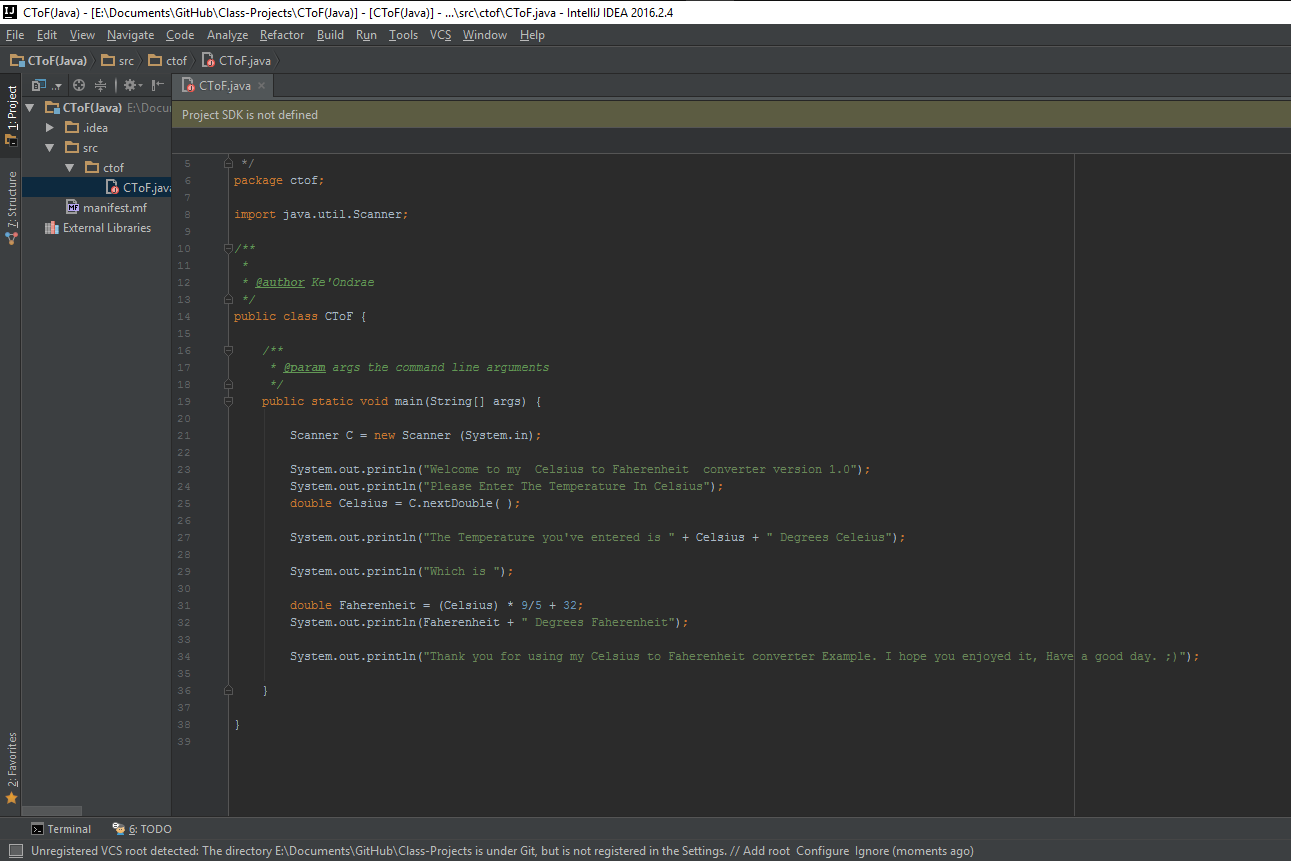 CToF(Java) - [E:\Documents\GitHub\Class-Projects\CToF(Java)] - [CToF(Java)] - ...\src\ctof\CToF.java - IntelliJ IDEA 2016.2.4
File Edit View Navigate Code Analyze Refactor Build Run Tools VCS Window Help
CToF(Java) src ctof CToF.java
CToF.java
1: Project
7: Structure
2: Favorites
CToF(Java) E:\Docu
.idea
src
ctof
CToF.java
manifest.mf
External Libraries
Project SDK is not defined
5 */
6 package ctof;
7
8 import java.util.Scanner;
9
10 /**
11 *
12 * @author Ke'Ondrae
13 */
14 public class CToF {
15
16 /**
17 * @param args the command line arguments
18 */
19 public static void main(String[] args) {
20
21 Scanner C = new Scanner (System.in);
22
23 System.out.println("Welcome to my  Celsius to Faherenheit  converter version 1.0");
24 System.out.println("Please Enter The Temperature In Celsius");
25 double Celsius = C.nextDouble( );
26
27 System.out.println("The Temperature you've entered is " + Celsius + " Degrees Celeius");
28
29 System.out.println("Which is ");
30
31 double Faherenheit = (Celsius) * 9/5 + 32;
32 System.out.println(Faherenheit + " Degrees Faherenheit");
33
34 System.out.println("Thank you for using my Celsius to Faherenheit converter Example. I hope you enjoyed it, Have a good day. ;)");
35
36 }
37
38 }
39
Terminal 6: TODO
Unregistered VCS root detected: The directory E:\Documents\GitHub\Class-Projects is under Git, but is not registered in the Settings. // Add root Configure Ignore (moments ago)